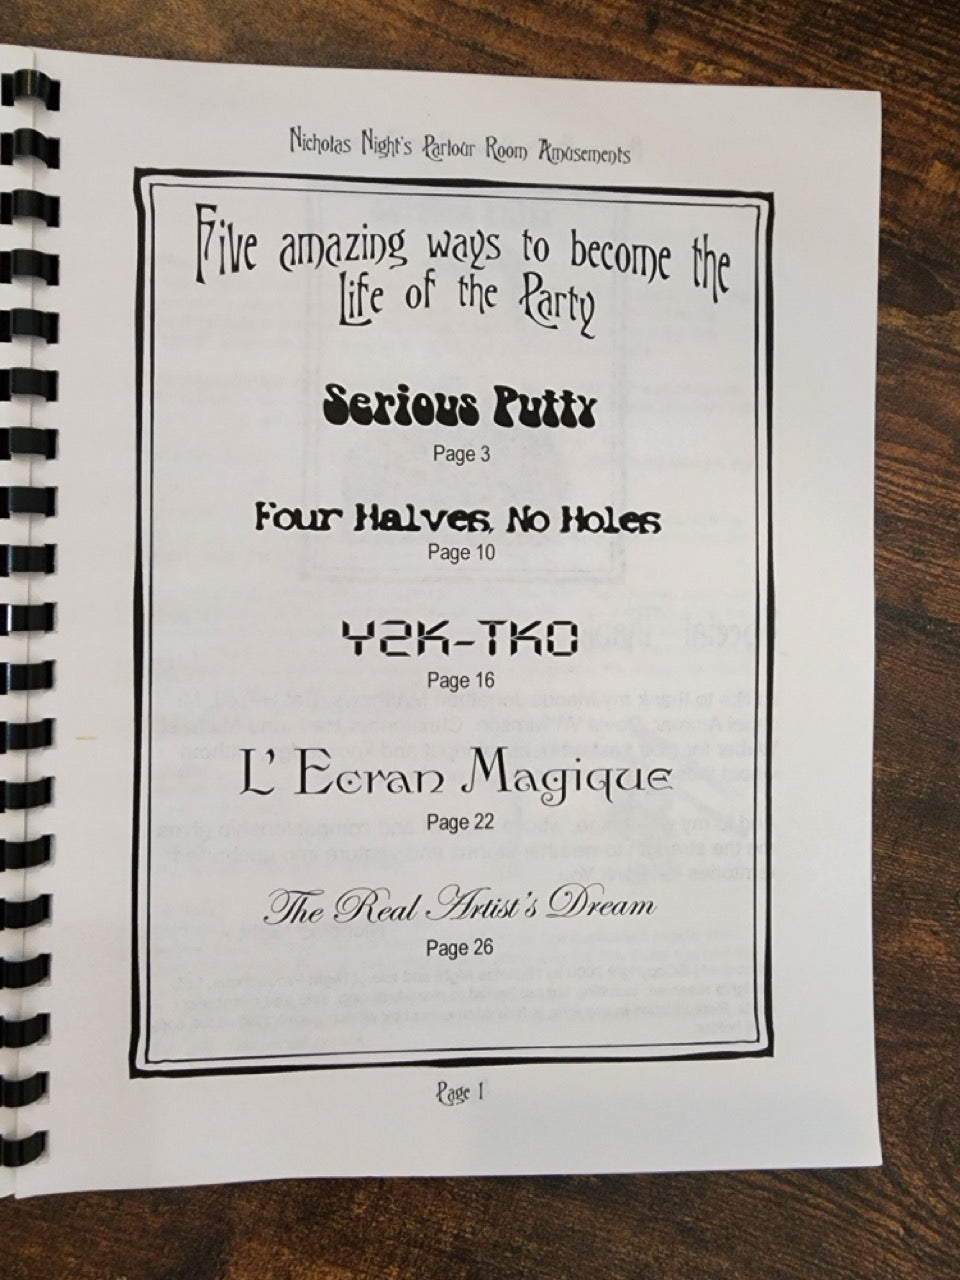 Nicholas Night's Parlour Room Amusements
Five amazing ways to become the
Life of the Party
Serious Putty
Page 3
Four Halves, No Holes
Page 10
Y2K-TKO
Page 16
L' Ecran Magique
Page 22
The Real Artist's Dream
Page 26
Page 1